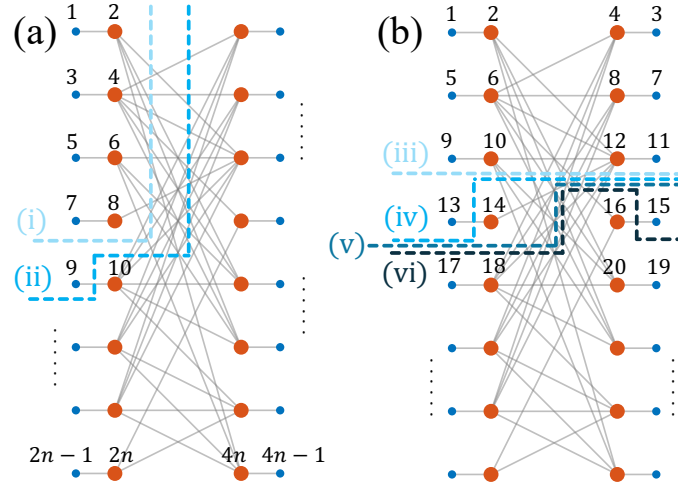 (a)
1 2
3 4
5 6
7 8
(i)
(ii)
9 10
2n − 1 2n 4n 4n − 1
(b)
1 2 4 3
5 6 8 7
9 10 12 11
(iii)
(iv)
13 14 16 15
(v)
(vi)
17 18 20 19